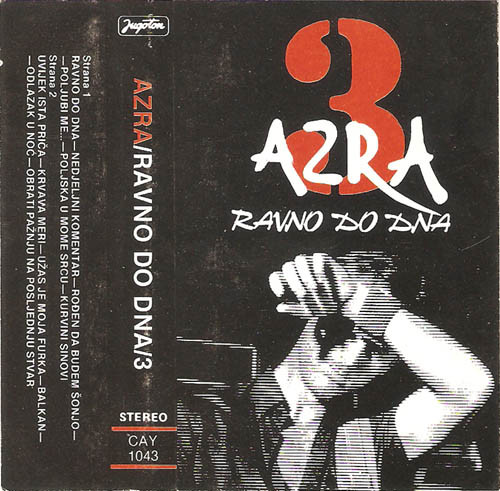 Strana 1
RAVNO DO DNA—NEDJELJNI KOMENTAR—ROĐEN DA BUDEM ŠONJO—
—POLJUBI ME...—POLJSKA U MOME SRCU—KURVINI SINOVI
Strana 2
UVIJEK ISTA PRIČA—KRVAVA MERI—UŽAS JE MOJA FURKA—BALKAN—
—ODLAZAK U NOĆ—OBRATI PAŽNJU NA POSLJEDNJU STVAR
Jugoton
AZRA/RAVNO DO DNA/3
STEREO
CAY
1043
3
AZRA
RAVNO DO DNA